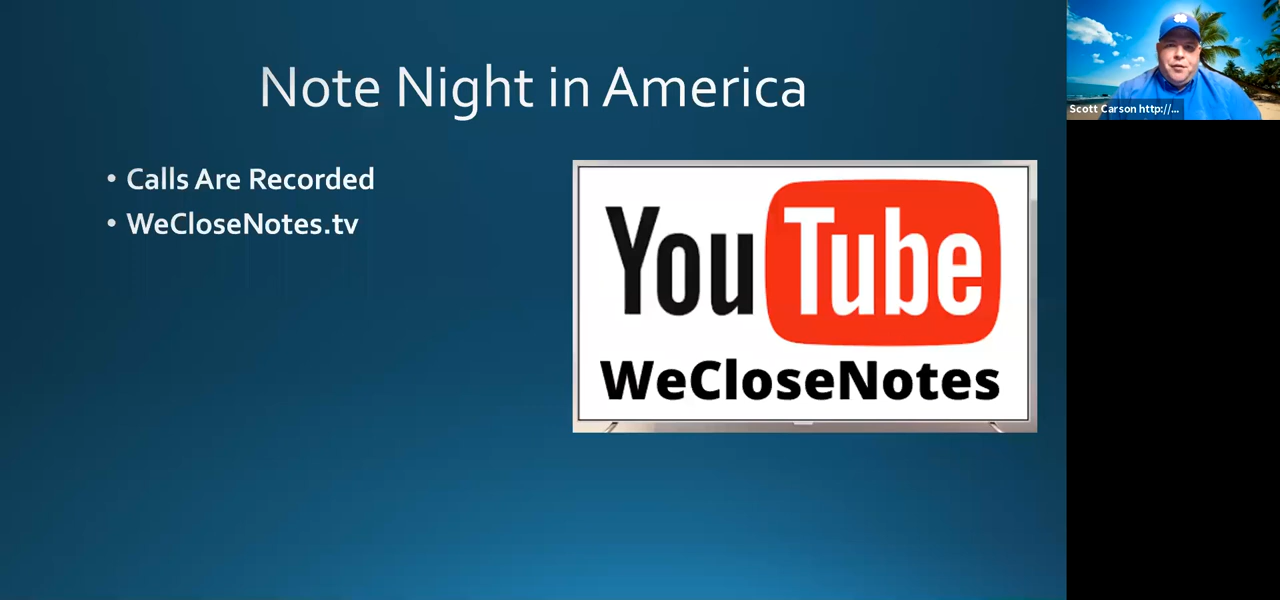 Note Night in America
• Calls Are Recorded
• WeCloseNotes.tv
YouTube
WeCloseNotes
Scott Carson http://...